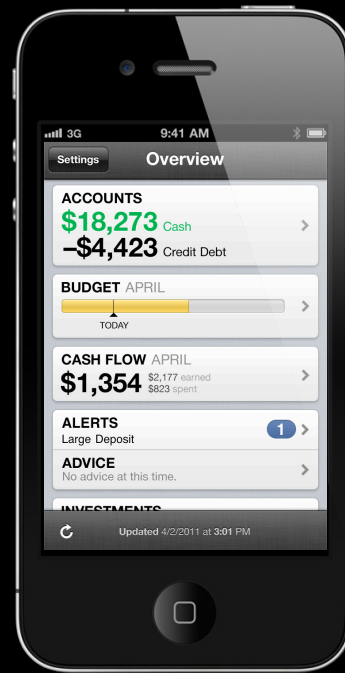 3G 9:41 AM
Settings Overview
ACCOUNTS
$18,273 Cash
–$4,423 Credit Debt
BUDGET APRIL
TODAY
CASH FLOW APRIL
$1,354 $2,177 earned
$823 spent
ALERTS 1
Large Deposit
ADVICE
No advice at this time.
INVESTMENTS
Updated 4/2/2011 at 3:01 PM